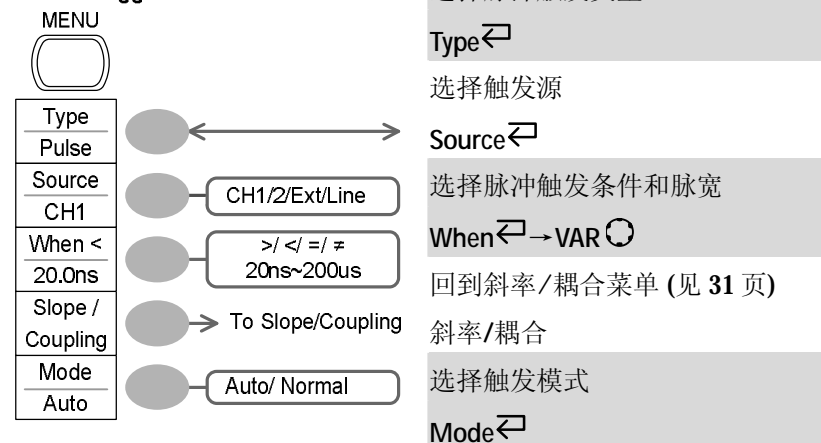 MENU
Type
Pulse
Source
CH1
CH1/2/Ext/Line
When <
20.0ns
>/ </ =/ ≠
20ns~200us
Slope /
Coupling
To Slope/Coupling
Mode
Auto
Auto/ Normal
Type
选择触发源
Source
选择脉冲触发条件和脉宽
When → VAR
回到斜率/耦合菜单 (见 31 页)
斜率/耦合
选择触发模式
Mode